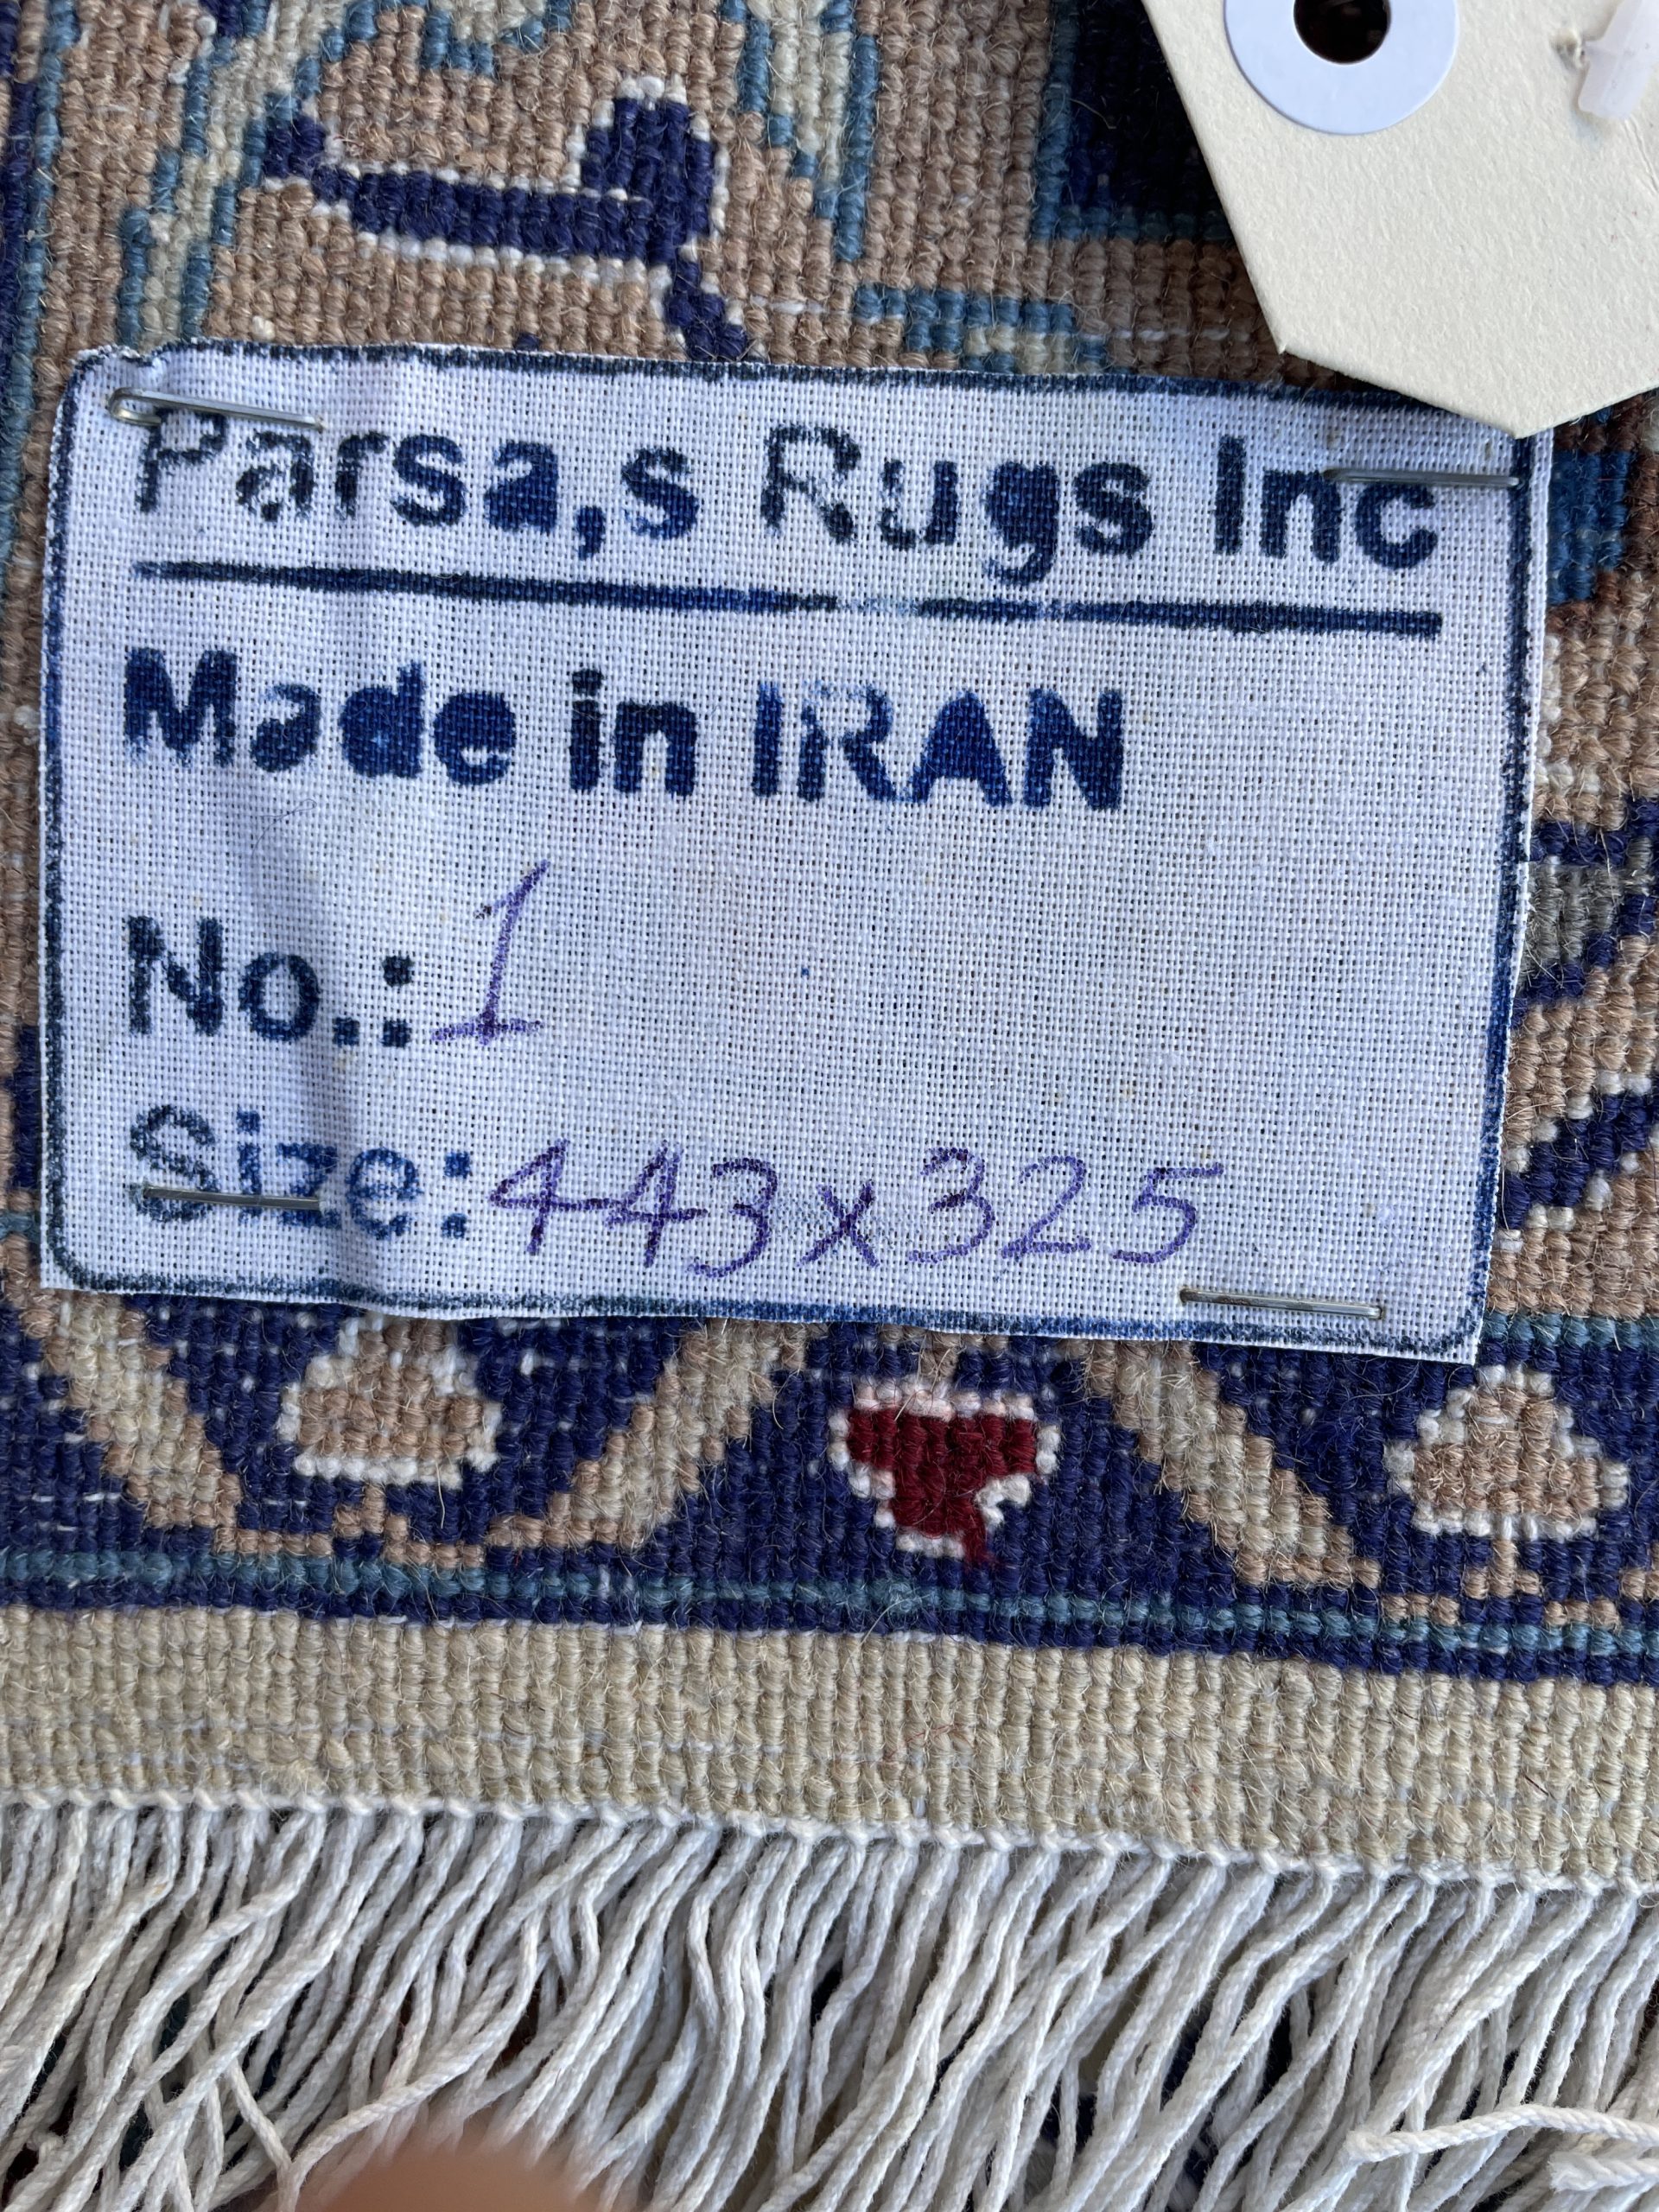 Parsa,s Rugs Inc
Made in IRAN
No.: 1
Size: 443x325